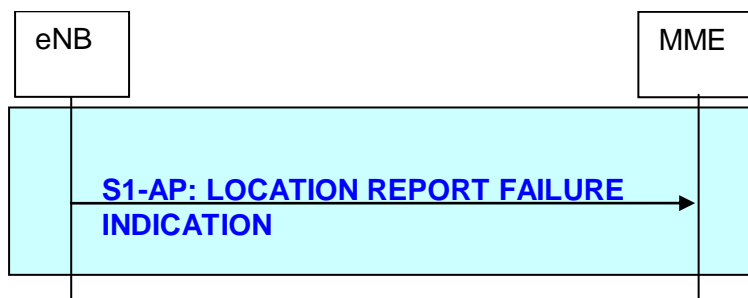 eNB
MME
S1-AP: LOCATION REPORT FAILURE
INDICATION